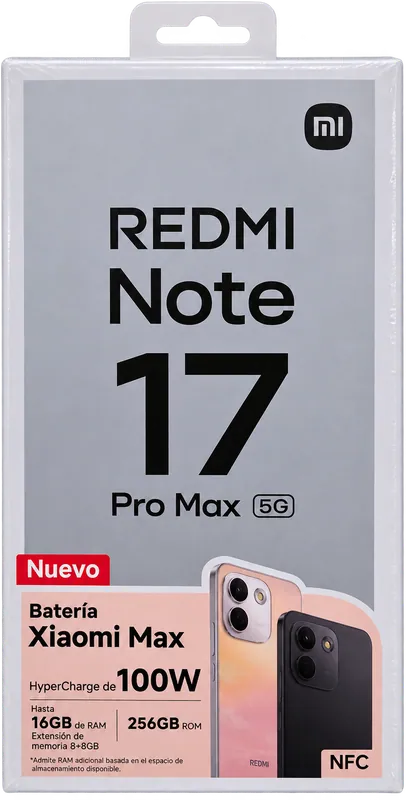 mi
REDMI
Note
17
Pro Max 5G
Nuevo
Batería
Xiaomi Max
HyperCharge de 100W
Hasta
16GB de RAM
Extensión de
memoria 8+8GB
256GB ROM
*Admite RAM adicional basada en el espacio de
almacenamiento disponible.
REDMI
NFC